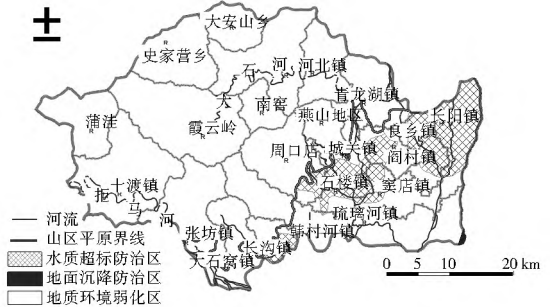 大安山乡
史家营乡
大石河
河北镇
青龙湖镇
南窖
燕山地区
长阳镇
良乡镇
蒲洼
霞云岭
周口店
城关镇
阎村镇
拒马河
十渡镇
石楼镇
窦店镇
琉璃河镇
张坊镇
长沟镇
韩村河镇
大石窝镇
河流
山区平原界线
水质超标防治区
地面沉降防治区
地质环境弱化区
0 5 10 20 km